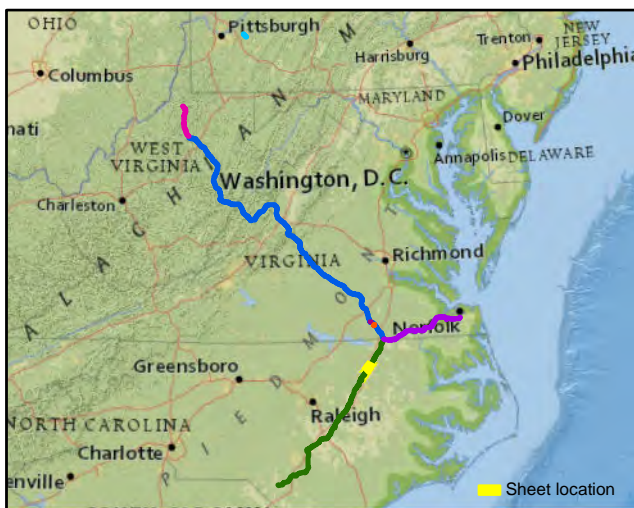 OHIO
Pittsburgh
NEW
JERSEY
Trenton
Harrisburg
Columbus
Philadelphia
MARYLAND
nati
Dover
WEST
VIRGINIA
Annapolis
DELAWARE
Washington, D.C.
Charleston
Richmond
VIRGINIA
Norfolk
Greensboro
Raleigh
NORTH CAROLINA
Charlotte
enville
A L A C H I A N M
P I E D M O N T
Sheet location